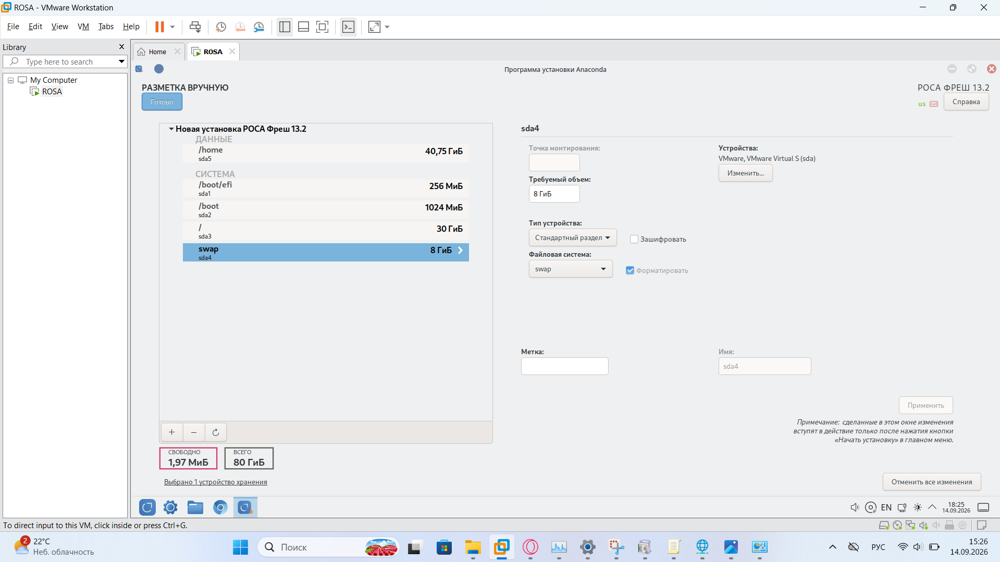 ROSA - VMware Workstation
File Edit View VM Tabs Help
Library
Type here to search
My Computer
ROSA
Home
ROSA
Программа установки Anaconda
РАЗМЕТКА ВРУЧНУЮ
РОСА ФРЕШ 13.2
Готово
us
Справка
Новая установка РОСА Фреш 13.2
ДАННЫЕ
/home
40,75 ГиБ
sda5
СИСТЕМА
/boot/efi
256 МиБ
sda1
/boot
1024 МиБ
sda2
/
30 ГиБ
sda3
swap
8 ГиБ
sda4
СВОБОДНО
1,97 МиБ
ВСЕГО
80 ГиБ
Выбрано 1 устройство хранения
sda4
Точка монтирования:
Требуемый объем:
8 ГиБ
Устройства:
VMware, VMware Virtual S (sda)
Изменить...
Тип устройства:
Стандартный раздел
Зашифровать
Файловая система:
swap
Форматировать
Метка:
Имя:
sda4
Применить
Примечание: сделанные в этом окне изменения
вступят в действие только после нажатия кнопки
«Начать установку» в главном меню.
Отменить все изменения
EN
18:25
14.09.2026
To direct input to this VM, click inside or press Ctrl+G.
2
22°C
Неб. облачность
Поиск
РУС
15:26
14.09.2026